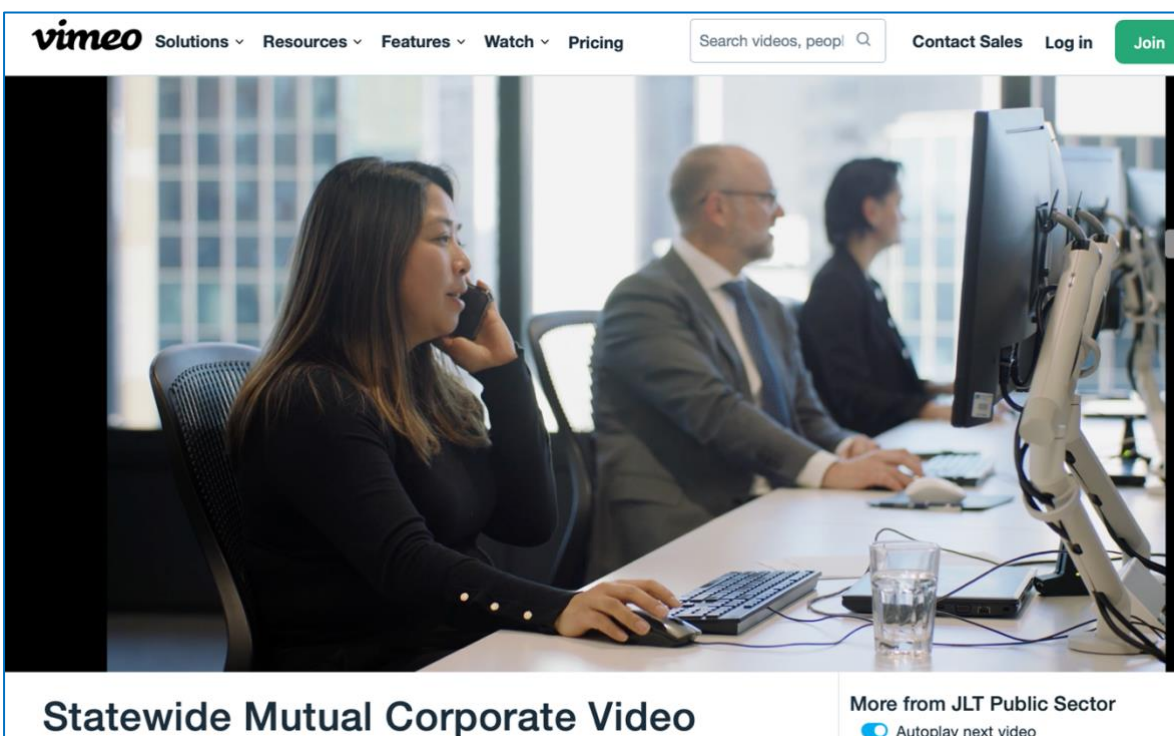 vimeo Solutions Resources Features Watch Pricing Search videos, peopl Contact Sales Log in Join
Statewide Mutual Corporate Video
More from JLT Public Sector
Autoplay next video